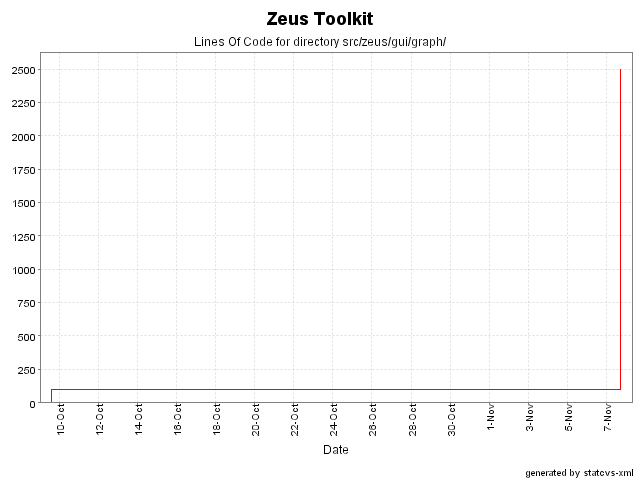 Zeus Toolkit
Lines Of Code for directory src/zeus/gui/graph/
2500
2250
2000
1750
1500
1250
1000
750
500
250
0
10-Oct
12-Oct
14-Oct
16-Oct
18-Oct
20-Oct
22-Oct
24-Oct
26-Oct
28-Oct
30-Oct
1-Nov
3-Nov
5-Nov
7-Nov
Date
generated by statcvs-xml